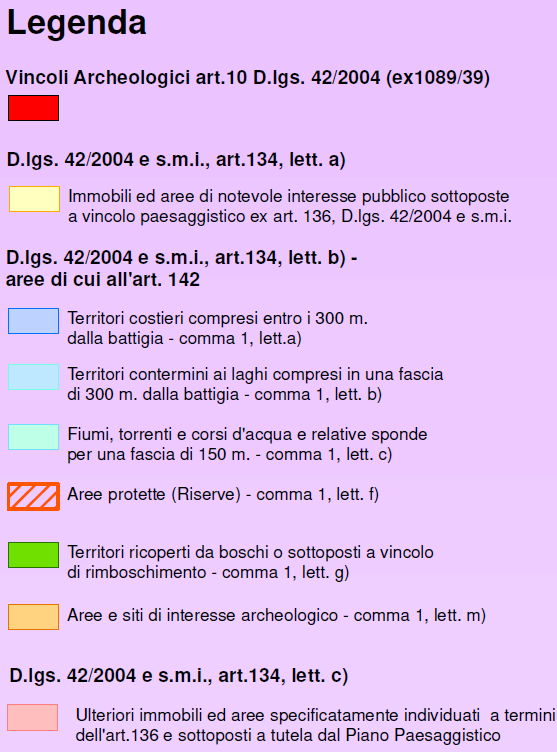 Legenda
Vincoli Archeologici art.10 D.lgs. 42/2004 (ex1089/39)
D.lgs. 42/2004 e s.m.i., art.134, lett. a)
Immobili ed aree di notevole interesse pubblico sottoposte
a vincolo paesaggistico ex art. 136, D.lgs. 42/2004 e s.m.i.
D.lgs. 42/2004 e s.m.i., art.134, lett. b) -
aree di cui all'art. 142
Territori costieri compresi entro i 300 m.
dalla battigia - comma 1, lett.a)
Territori contermini ai laghi compresi in una fascia
di 300 m. dalla battigia - comma 1, lett. b)
Fiumi, torrenti e corsi d'acqua e relative sponde
per una fascia di 150 m. - comma 1, lett. c)
Aree protette (Riserve) - comma 1, lett. f)
Territori ricoperti da boschi o sottoposti a vincolo
di rimboschimento - comma 1, lett. g)
Aree e siti di interesse archeologico - comma 1, lett. m)
D.lgs. 42/2004 e s.m.i., art.134, lett. c)
Ulteriori immobili ed aree specificatamente individuati a termini
dell'art.136 e sottoposti a tutela dal Piano Paesaggistico